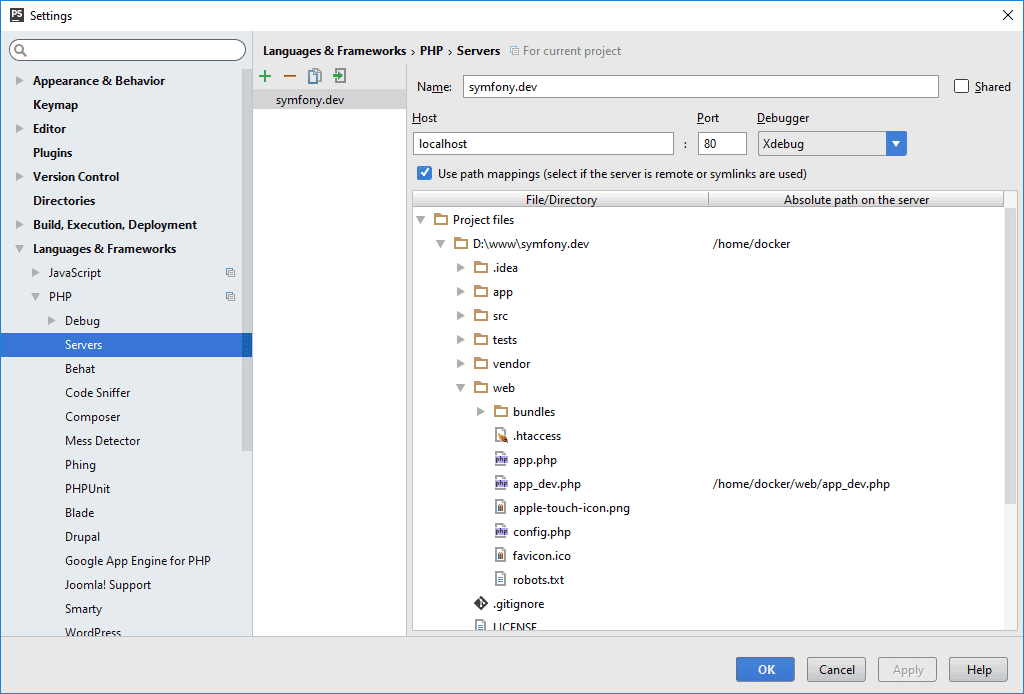 PS Settings
Languages & Frameworks › PHP › Servers For current project
Appearance & Behavior
Keymap
Editor
Plugins
Version Control
Directories
Build, Execution, Deployment
Languages & Frameworks
JavaScript
PHP
Debug
Servers
Behat
Code Sniffer
Composer
Mess Detector
Phing
PHPUnit
Blade
Drupal
Google App Engine for PHP
Joomla! Support
Smarty
WordPress
symfony.dev
Name: symfony.dev Shared
Host Port Debugger
localhost : 80 Xdebug
Use path mappings (select if the server is remote or symlinks are used)
File/Directory Absolute path on the server
Project files
D:\www\symfony.dev /home/docker
.idea
app
src
tests
vendor
web
bundles
.htaccess
php app.php
php app_dev.php /home/docker/web/app_dev.php
apple-touch-icon.png
php config.php
favicon.ico
robots.txt
.gitignore
LICENSE
OK Cancel Apply Help